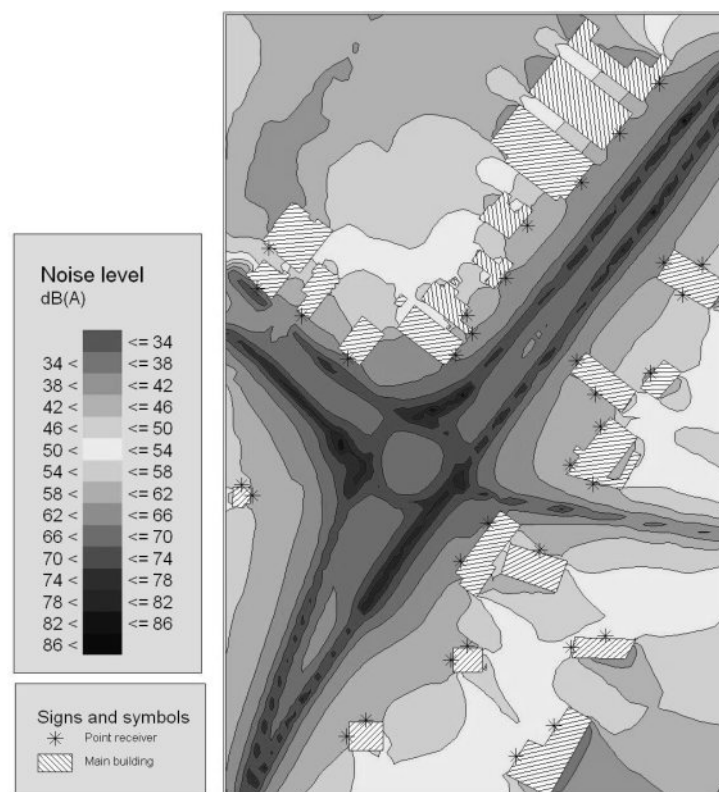 Noise level
dB(A)
<= 34
34 < <= 38
38 < <= 42
42 < <= 46
46 < <= 50
50 < <= 54
54 < <= 58
58 < <= 62
62 < <= 66
66 < <= 70
70 < <= 74
74 < <= 78
78 < <= 82
82 < <= 86
86 <
Signs and symbols
Point receiver
Main building